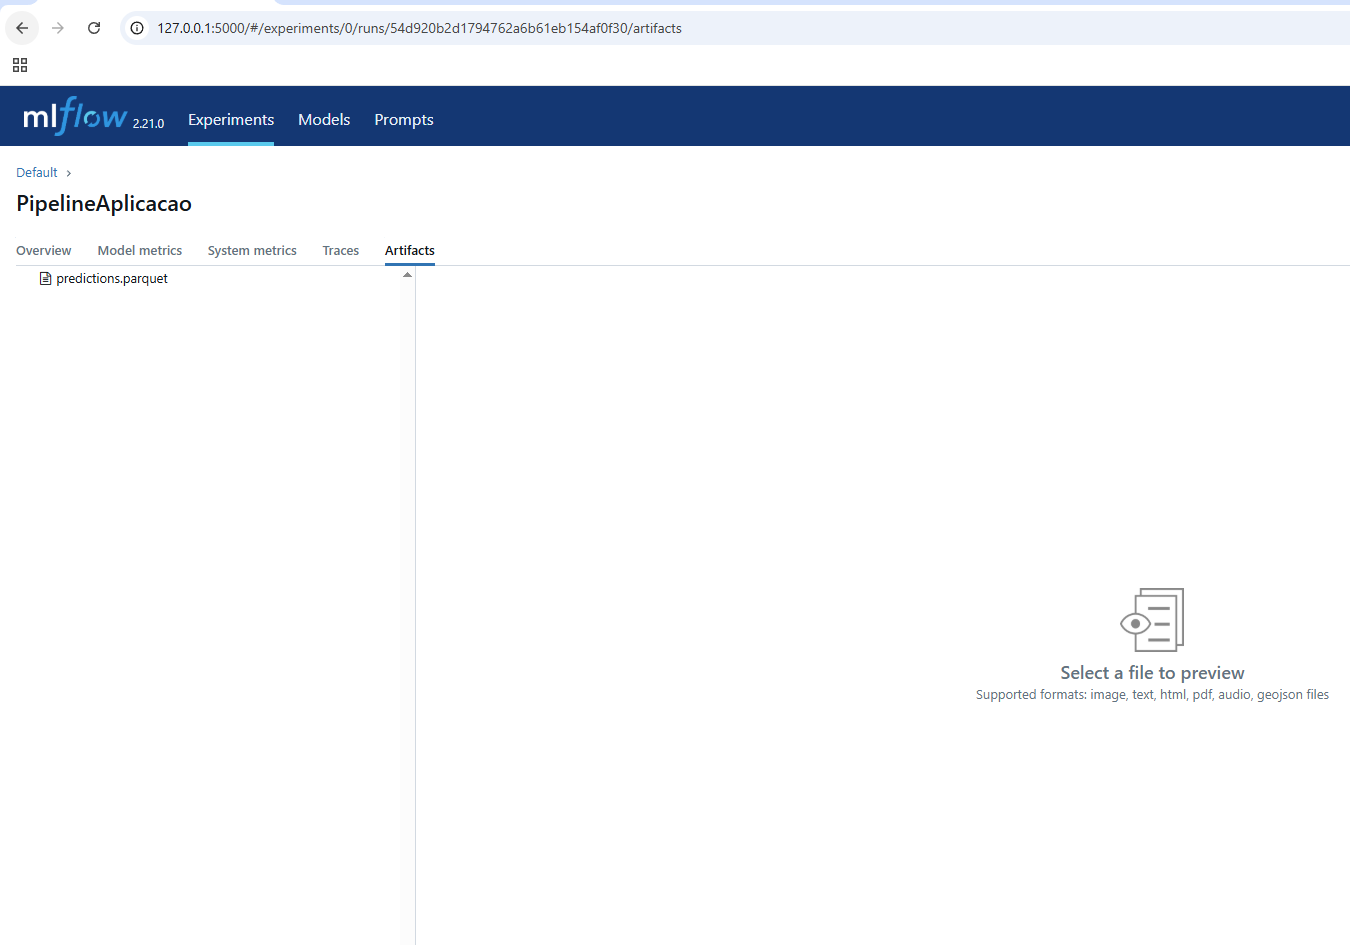 127.0.0.1:5000/#/experiments/0/runs/54d920b2d1794762a6b61eb154af0f30/artifacts
mlflow 2.21.0 Experiments Models Prompts
Default
PipelineAplicacao
Overview Model metrics System metrics Traces Artifacts
predictions.parquet
Select a file to preview
Supported formats: image, text, html, pdf, audio, geojson files